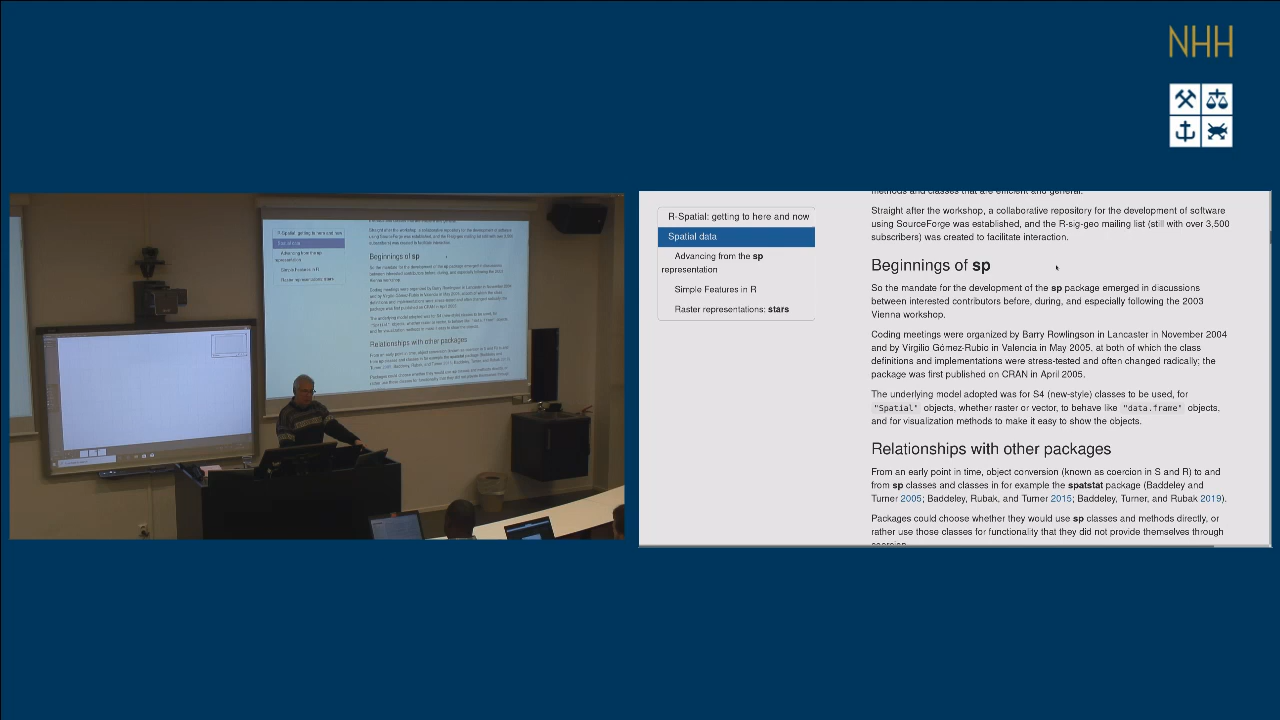 NHH
methods and classes that are efficient and general.
R-Spatial: getting to here and now
Spatial data
Advancing from the sp
representation
Simple Features in R
Raster representations: stars
Straight after the workshop, a collaborative repository for the development of software
using SourceForge was established, and the R-sig-geo mailing list (still with over 3,500
subscribers) was created to facilitate interaction.
Beginnings of sp
So the mandate for the development of the sp package emerged in discussions
between interested contributors before, during, and especially following the 2003
Vienna workshop.
Coding meetings were organized by Barry Rowlingson in Lancaster in November 2004
and by Virgilio Gómez-Rubio in Valencia in May 2005, at both of which the class
definitions and implementations were stress-tested and often changed radically; the
package was first published on CRAN in April 2005.
The underlying model adopted was for S4 (new-style) classes to be used, for
"Spatial" objects, whether raster or vector, to behave like "data.frame" objects,
and for visualization methods to make it easy to show the objects.
Relationships with other packages
From an early point in time, object conversion (known as coercion in S and R) to and
from sp classes and classes in for example the spatstat package (Baddeley and
Turner 2005; Baddeley, Rubak, and Turner 2015; Baddeley, Turner, and Rubak 2019).
Packages could choose whether they would use sp classes and methods directly, or
rather use those classes for functionality that they did not provide themselves through
coercion.